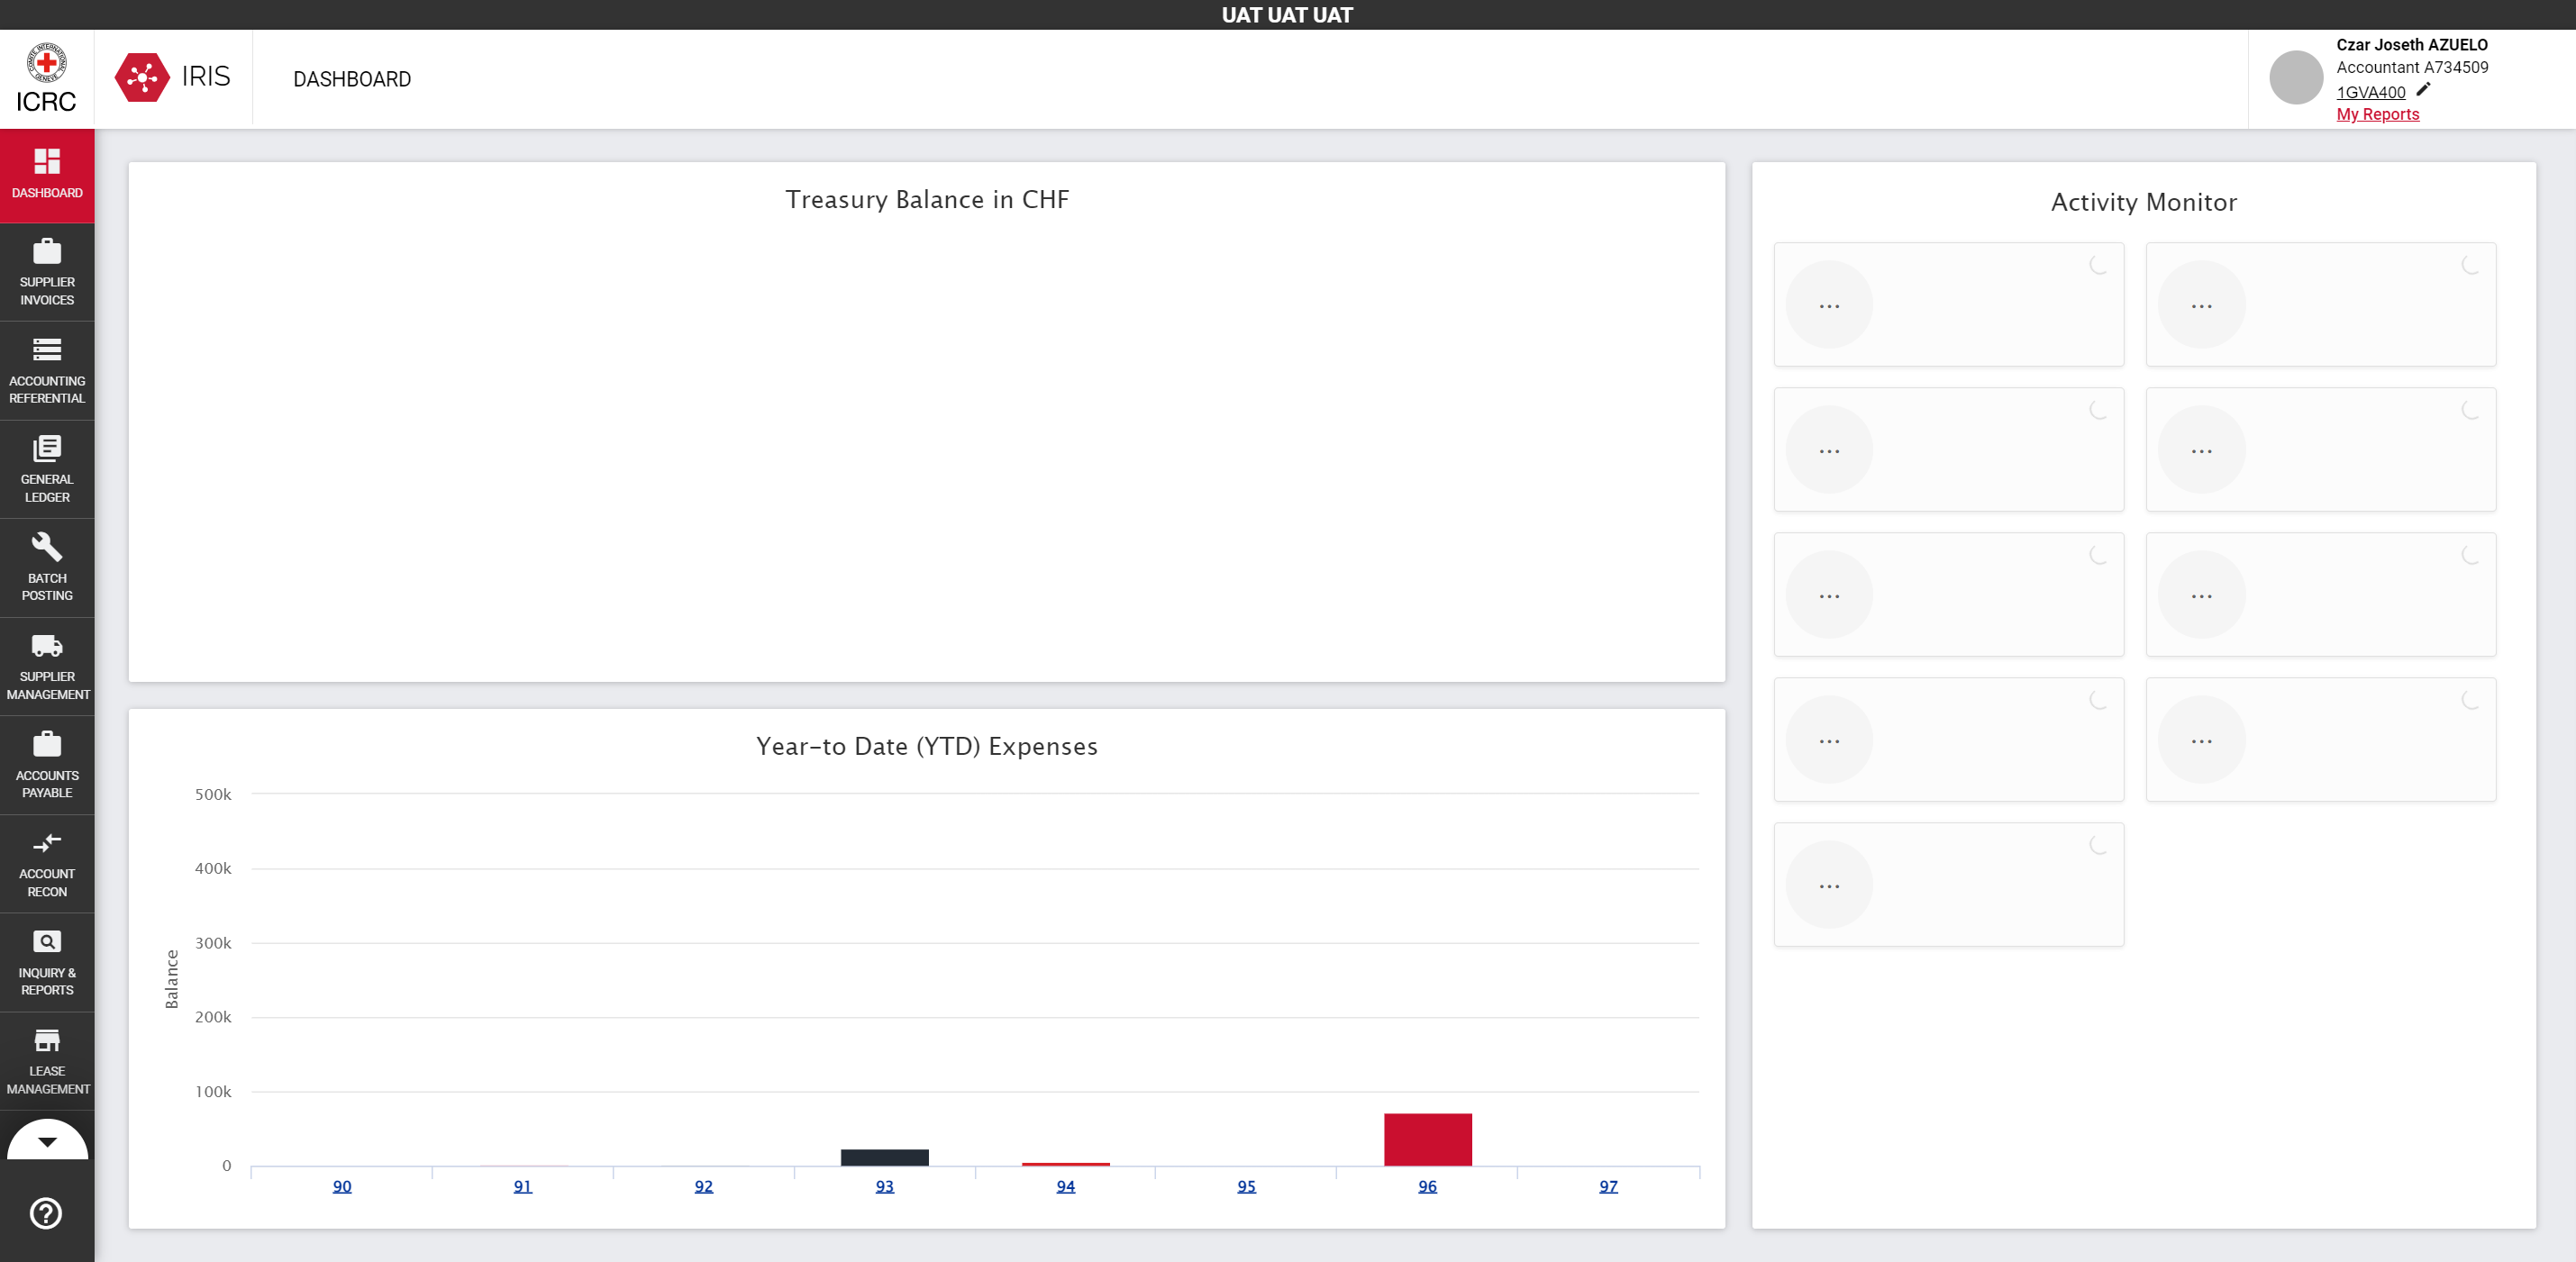 UAT UAT UAT
ICRC
IRIS
DASHBOARD
Czar Joseth AZUELO
Accountant A734509
1GVA400
My Reports
DASHBOARD
SUPPLIER
INVOICES
ACCOUNTING
REFERENTIAL
GENERAL
LEDGER
BATCH
POSTING
SUPPLIER
MANAGEMENT
ACCOUNTS
PAYABLE
ACCOUNT
RECON
INQUIRY &
REPORTS
LEASE
MANAGEMENT
Treasury Balance in CHF
Year-to Date (YTD) Expenses
Balance
500k
400k
300k
200k
100k
0
90 91 92 93 94 95 96 97
Activity Monitor
... ...
... ...
... ...
... ...
...